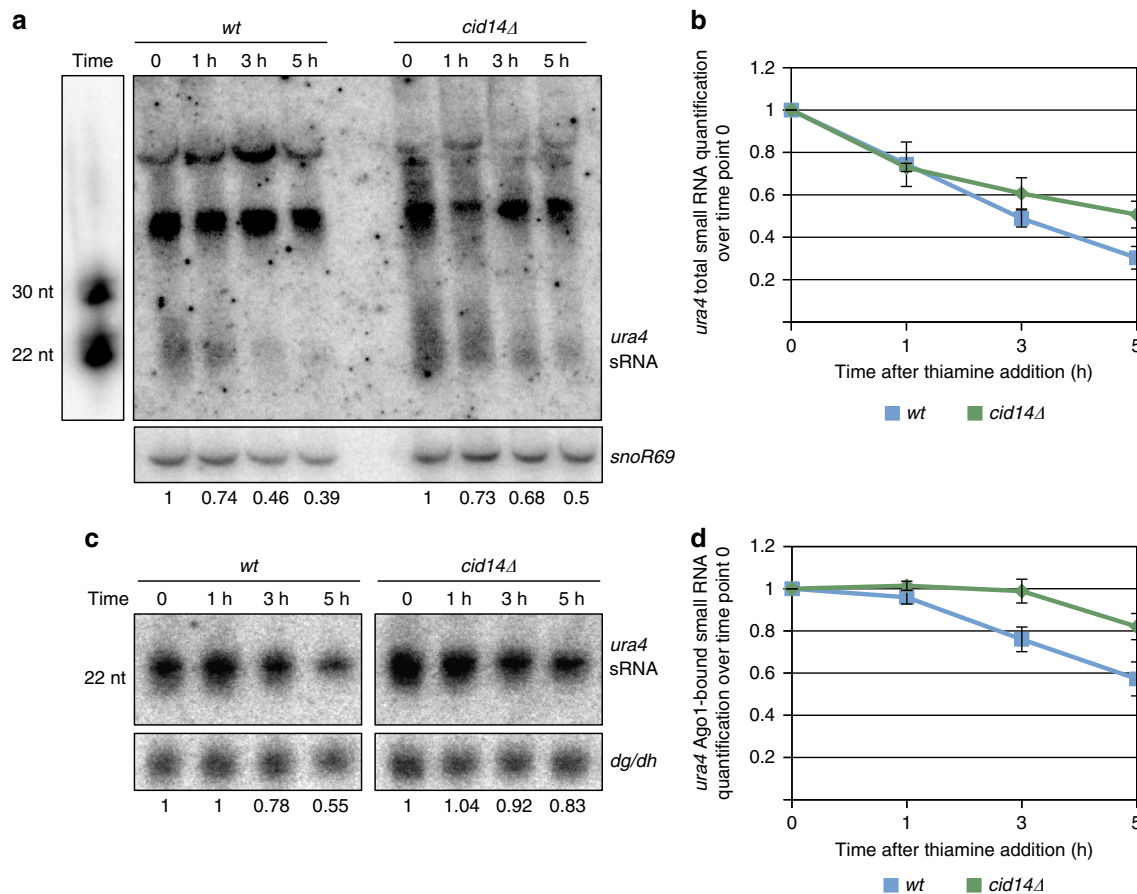 a
wt
cid14Δ
Time
0
1 h
3 h
5 h
0
1 h
3 h
5 h
30 nt
22 nt
ura4
sRNA
snoR69
1
0.74
0.46
0.39
1
0.73
0.68
0.5
b
ura4 total small RNA quantification
over time point 0
1.2
1
0.8
0.6
0.4
0.2
0
1
3
5
Time after thiamine addition (h)
wt
cid14Δ
c
wt
cid14Δ
Time
0
1 h
3 h
5 h
0
1 h
3 h
5 h
22 nt
ura4
sRNA
dg/dh
1
1
0.78
0.55
1
1.04
0.92
0.83
d
ura4 Ago1-bound small RNA
quantification over time point 0
1.2
1
0.8
0.6
0.4
0.2
0
1
3
5
Time after thiamine addition (h)
wt
cid14Δ